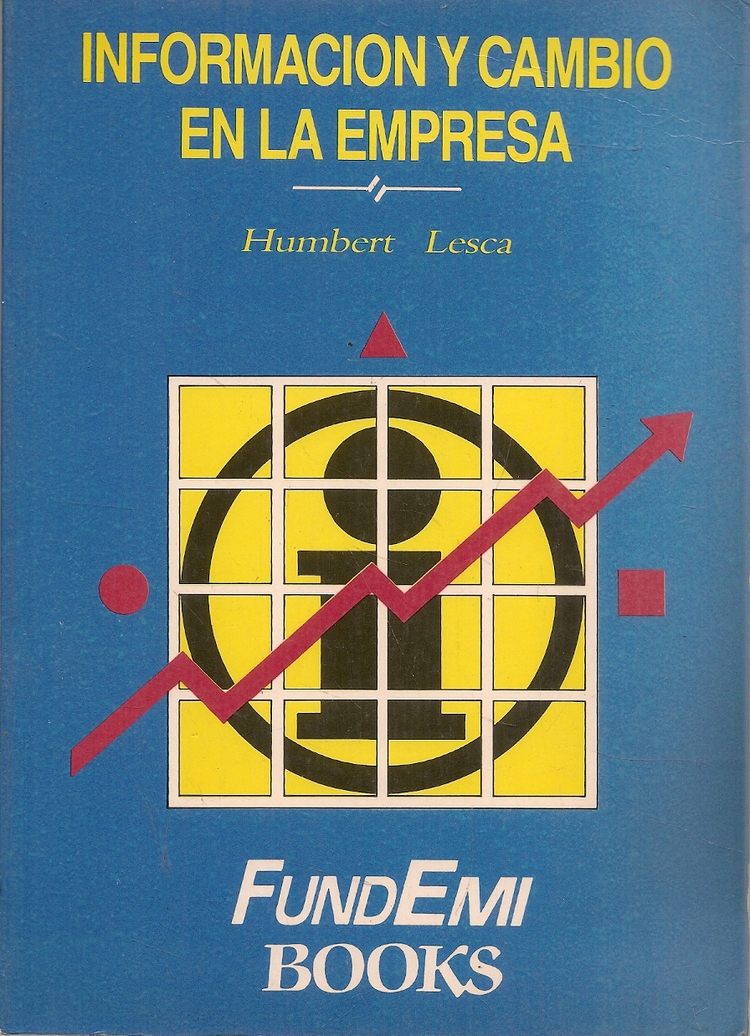 INFORMACION Y CAMBIO
EN LA EMPRESA
Humbert Lesca
i
FUNDEMI
BOOKS